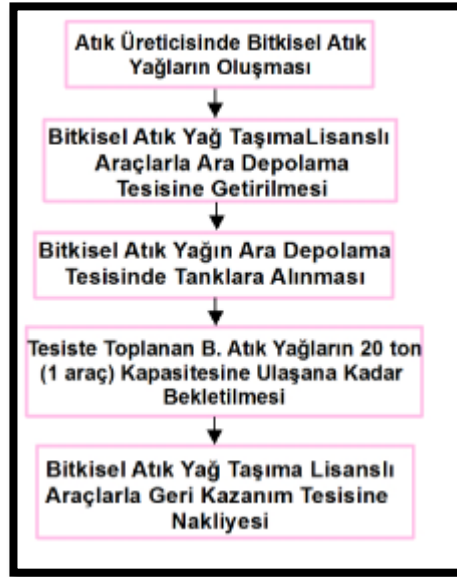 Atık Üreticisinde Bitkisel Atık
Yağların Oluşması
Bitkisel Atık Yağ TaşımaLisanslı
Araçlarla Ara Depolama
Tesisine Getirilmesi
Bitkisel Atık Yağın Ara Depolama
Tesisinde Tanklara Alınması
Tesiste Toplanan B. Atık Yağların 20 ton
(1 araç) Kapasitesine Ulaşana Kadar
Bekletilmesi
Bitkisel Atık Yağ Taşıma Lisanslı
Araçlarla Geri Kazanım Tesisine
Nakliyesi